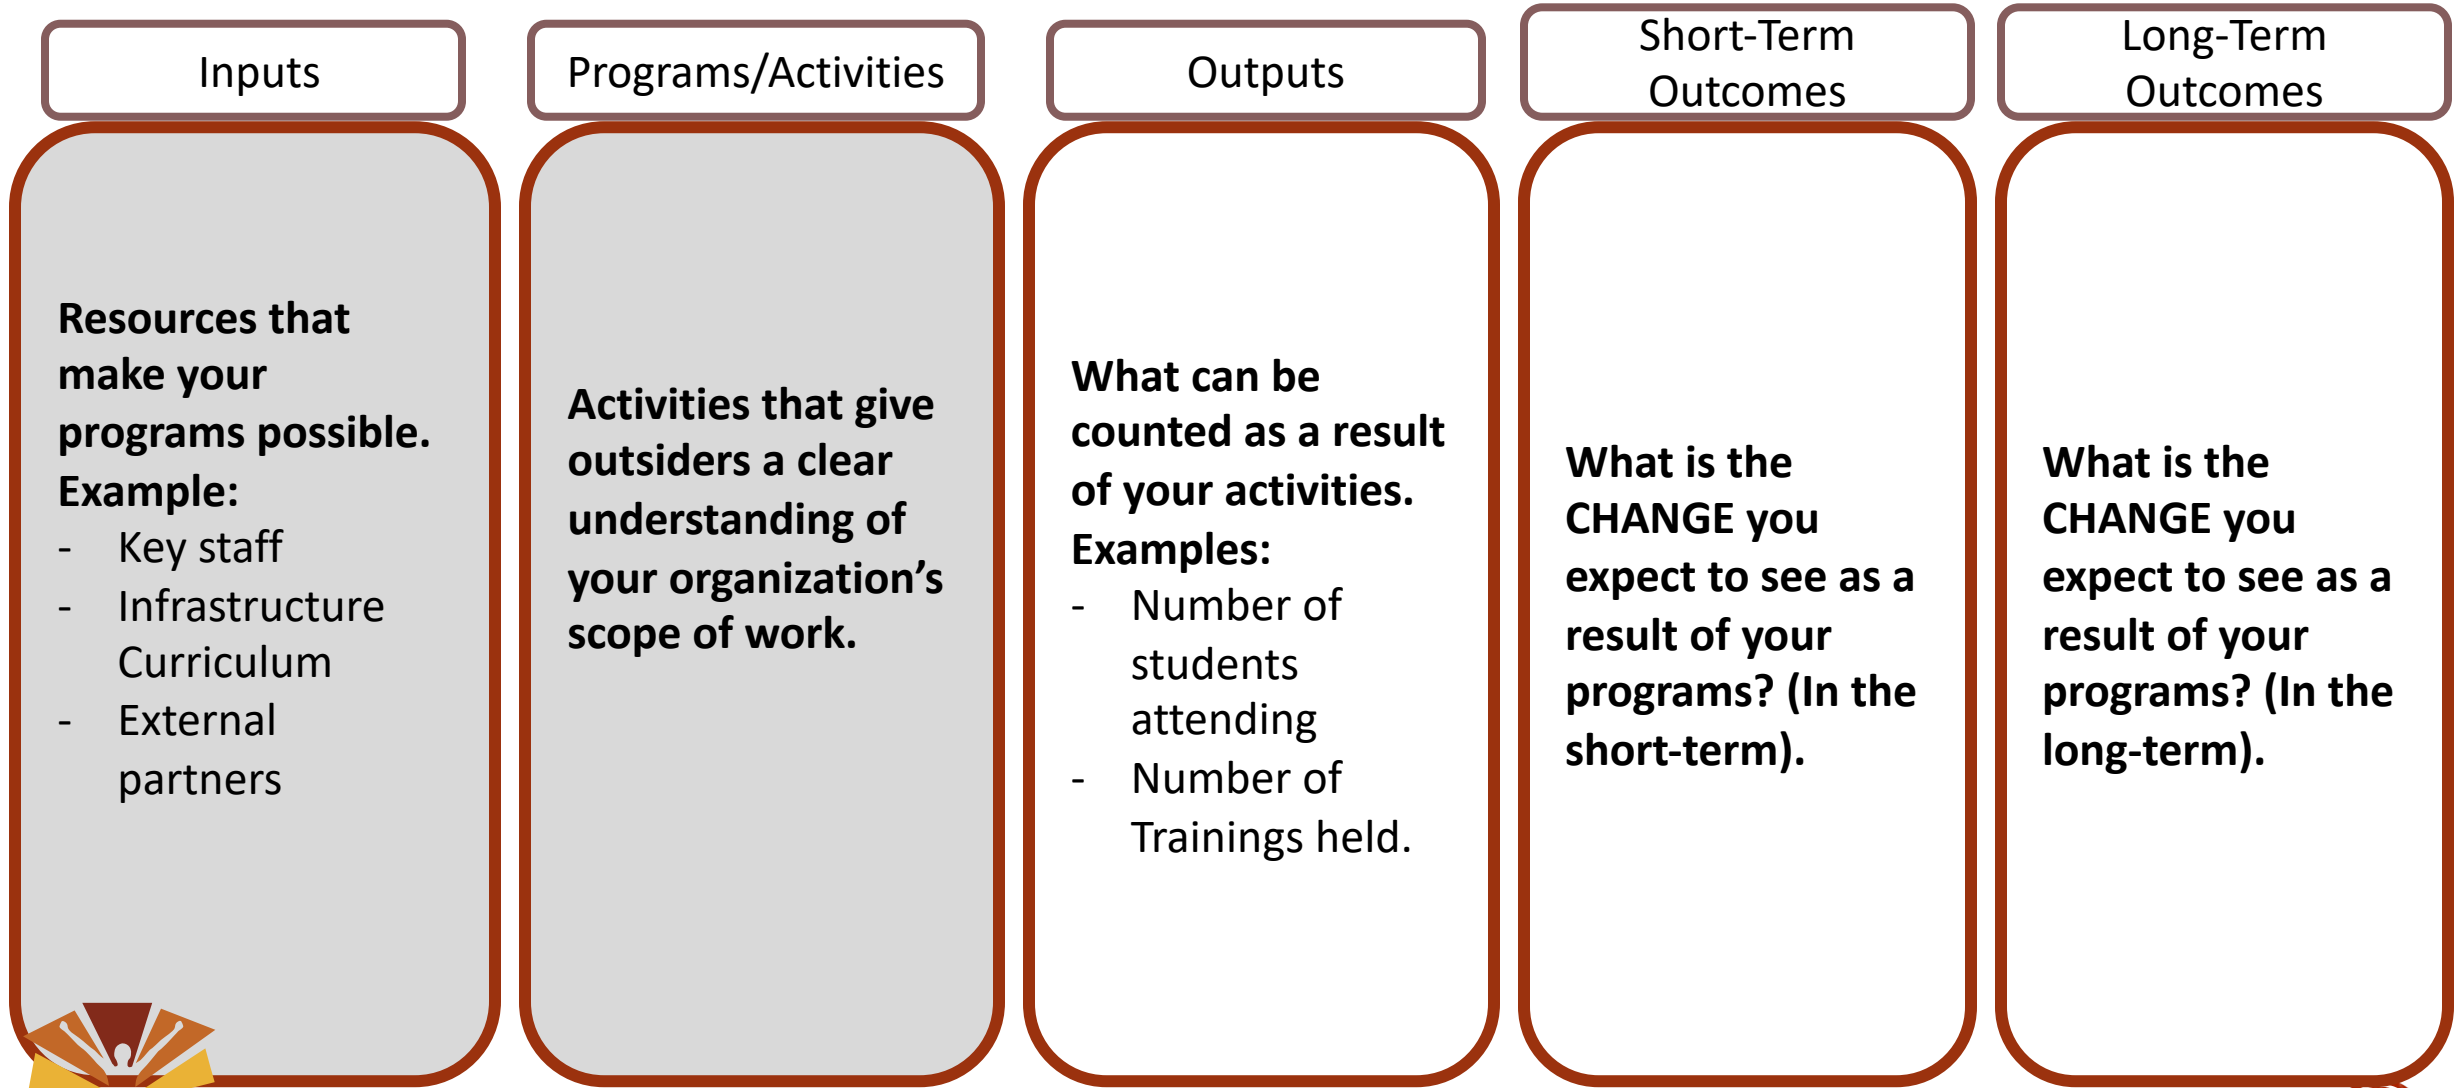 Inputs
Resources that
make your
programs possible.
Example:
- Key staff
- Infrastructure
Curriculum
- External
partners
Programs/Activities
Activities that give
outsiders a clear
understanding of
your organization’s
scope of work.
Outputs
What can be
counted as a result
of your activities.
Examples:
- Number of
students
attending
- Number of
Trainings held.
Short-Term
Outcomes
What is the
CHANGE you
expect to see as a
result of your
programs? (In the
short-term).
Long-Term
Outcomes
What is the
CHANGE you
expect to see as a
result of your
programs? (In the
long-term).